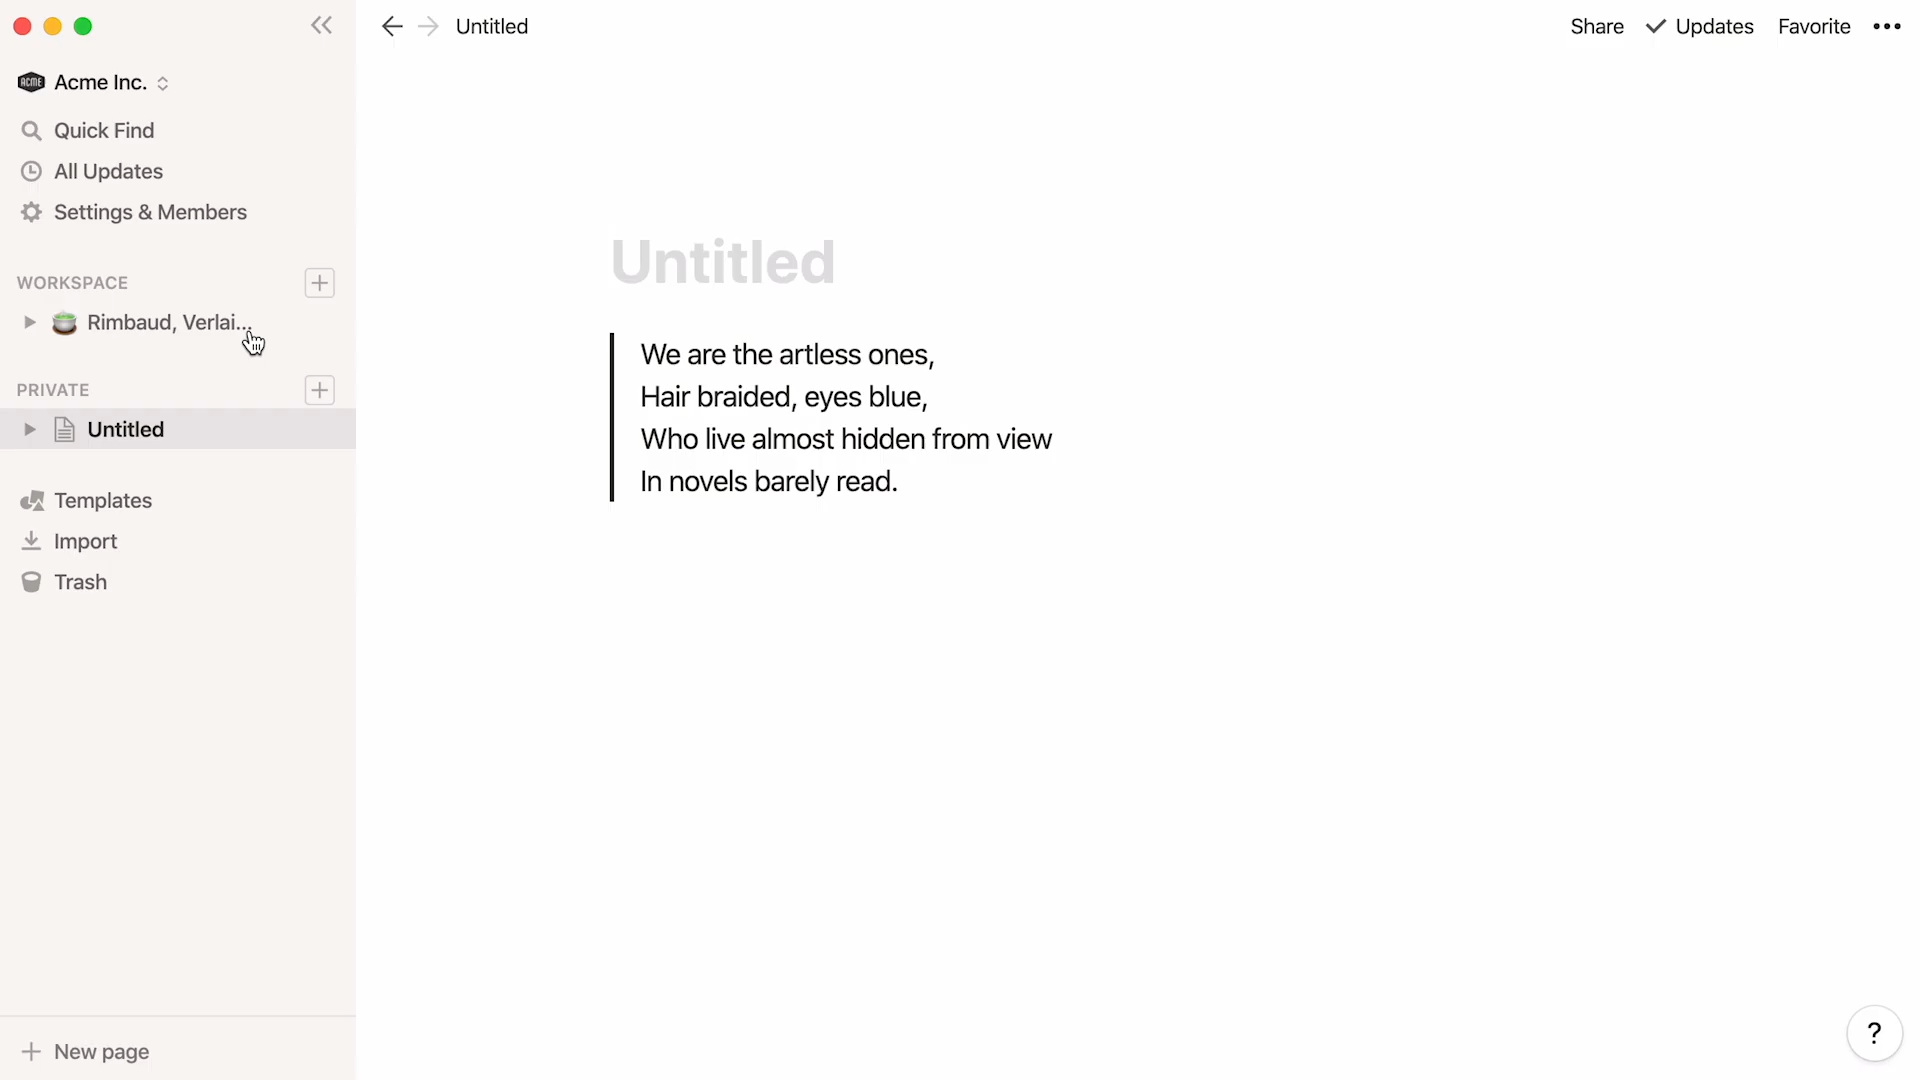 Untitled
Share
Updates
Favorite
ACME
Acme Inc.
Quick Find
All Updates
Settings & Members
WORKSPACE
Rimbaud, Verlai...
PRIVATE
Untitled
Templates
Import
Trash
New page
Untitled
We are the artless ones,
Hair braided, eyes blue,
Who live almost hidden from view
In novels barely read.
?